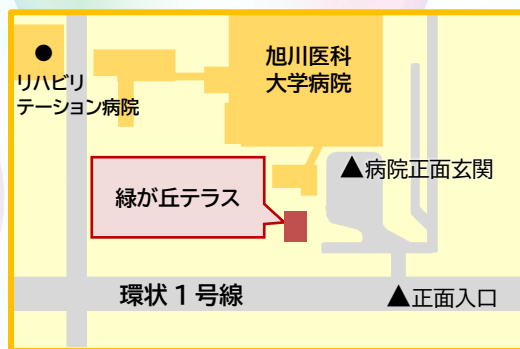 旭川医科
大学病院
●
リハビリ
テーション病院
▲病院正面玄関
緑が丘テラス
環状1号線
▲正面入口